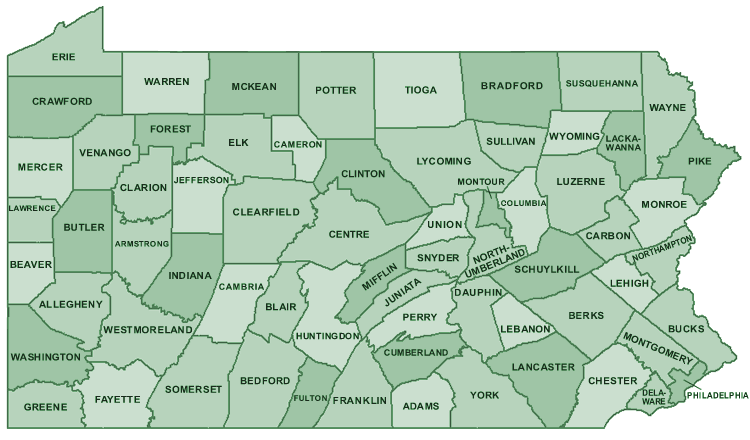 ERIE
WARREN
MCKEAN
POTTER
TIOGA
BRADFORD
SUSQUEHANNA
WAYNE
CRAWFORD
FOREST
ELK
CAMERON
SULLIVAN
WYOMING
LACKA-
WANNA
PIKE
MERCER
VENANGO
CLARION
JEFFERSON
CLINTON
LYCOMING
MONTOUR
COLUMBIA
LUZERNE
MONROE
LAWRENCE
BUTLER
ARMSTRONG
CLEARFIELD
CENTRE
UNION
CARBON
NORTHAMPTON
BEAVER
INDIANA
CAMBRIA
BLAIR
MIFFLIN
SNYDER
NORTH-
UMBERLAND
SCHUYLKILL
LEHIGH
ALLEGHENY
WESTMORELAND
HUNTINGDON
JUNIATA
PERRY
DAUPHIN
LEBANON
BERKS
BUCKS
MONTGOMERY
WASHINGTON
CUMBERLAND
LANCASTER
CHESTER
DELA-
WARE
PHILADELPHIA
GREENE
FAYETTE
SOMERSET
BEDFORD
FULTON
FRANKLIN
ADAMS
YORK